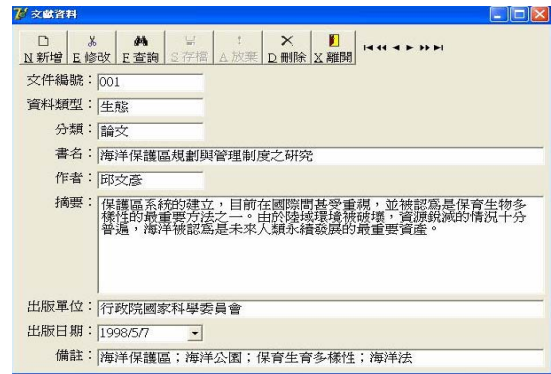 文獻資料
N 新增 E 修改 F 查詢 S 存檔 A 放棄 D 刪除 X 離開
文件編號：001
資料類型：生態
分類：論文
書名：海洋保護區規劃與管理制度之研究
作者：邱文彥
摘要：保護區系統的建立，目前在國際間甚受重視，並被認為是保育生物多
樣性的最重要方法之一。由於陸域環境被破壞，資源銳減的情況十分
普遍，海洋被認為是未來人類永續發展的最重要資產。
出版單位：行政院國家科學委員會
出版日期：1998/5/7
備註：海洋保護區；海洋公園；保育生育多樣性；海洋法